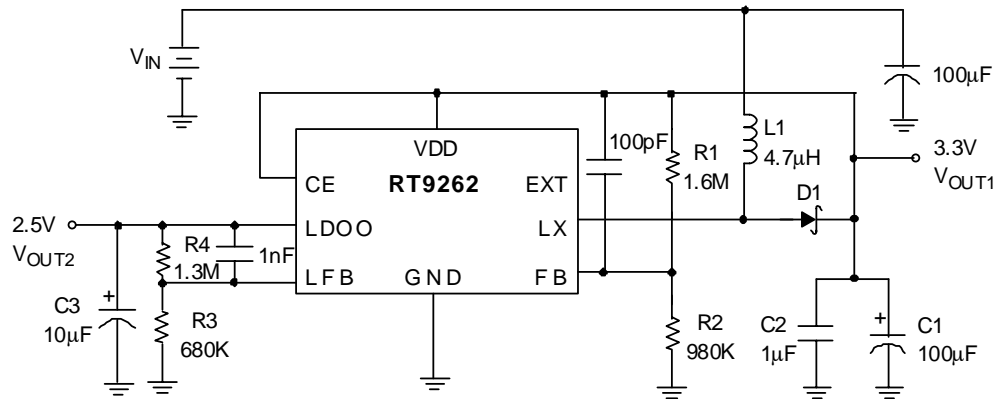 V_IN
100μF
VDD
RT9262
CE
EXT
LDOO
LX
LFB
GND
FB
100pF
R1
1.6M
L1
4.7μH
D1
3.3V
V_OUT1
2.5V
V_OUT2
R4
1.3M
1nF
C3
+
10μF
R3
680K
R2
980K
C2
1μF
+
C1
100μF